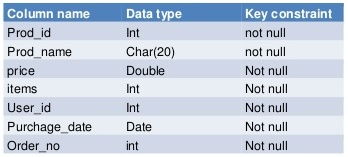 Column name Data type Key constraint
Prod_id Int not null
Prod_name Char(20) not null
price Double Not null
items Int Not null
User_id Int Not null
Purchage_date Date Not null
Order_no int Not null